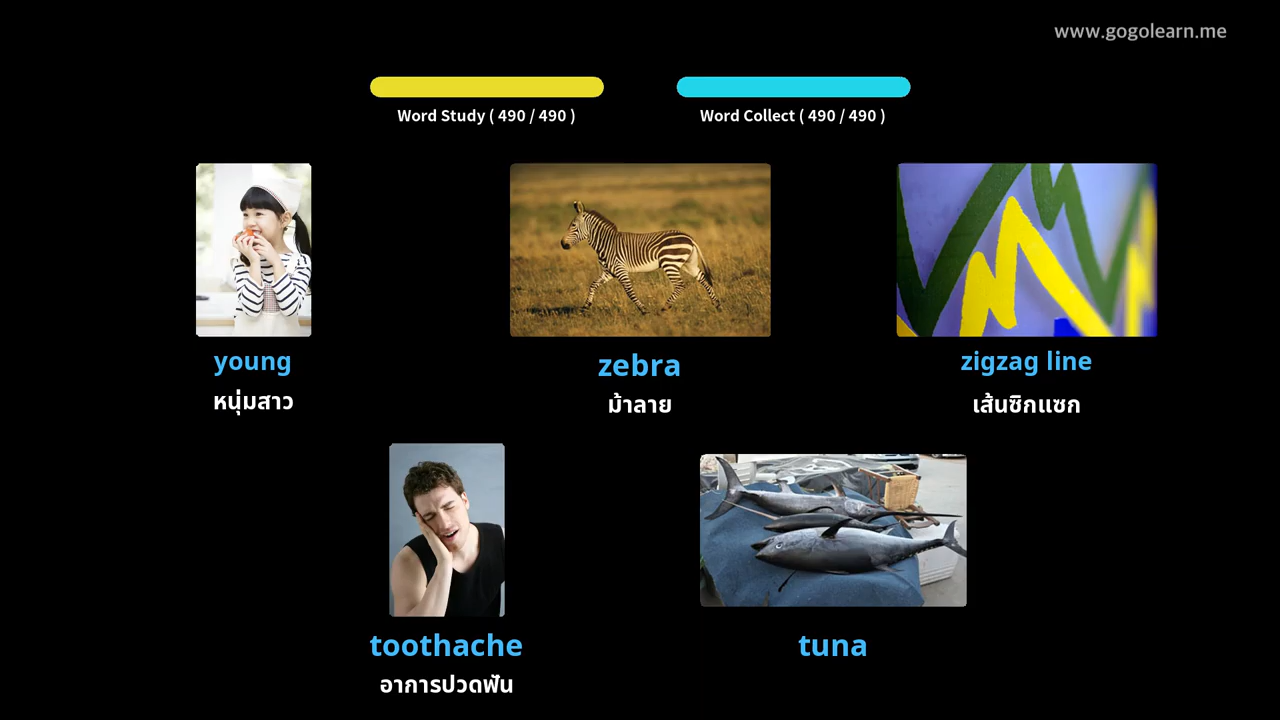 www.gogolearn.me
Word Study ( 490 / 490 )
Word Collect ( 490 / 490 )
young
หนุ่มสาว
zebra
ม้าลาย
zigzag line
เส้นซิกแซก
toothache
อาการปวดฟัน
tuna